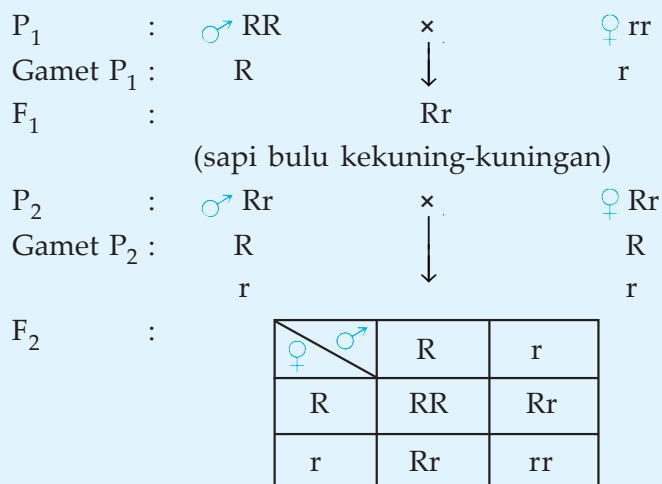 P₁ : ♂ RR × ♀ rr
Gamet P₁ : R r
F₁ : Rr
(sapi bulu kekuning-kuningan)
P₂ : ♂ Rr × ♀ Rr
Gamet P₂ : R R
r r
F₂ :
♀ ♂ R r
R RR Rr
r Rr rr